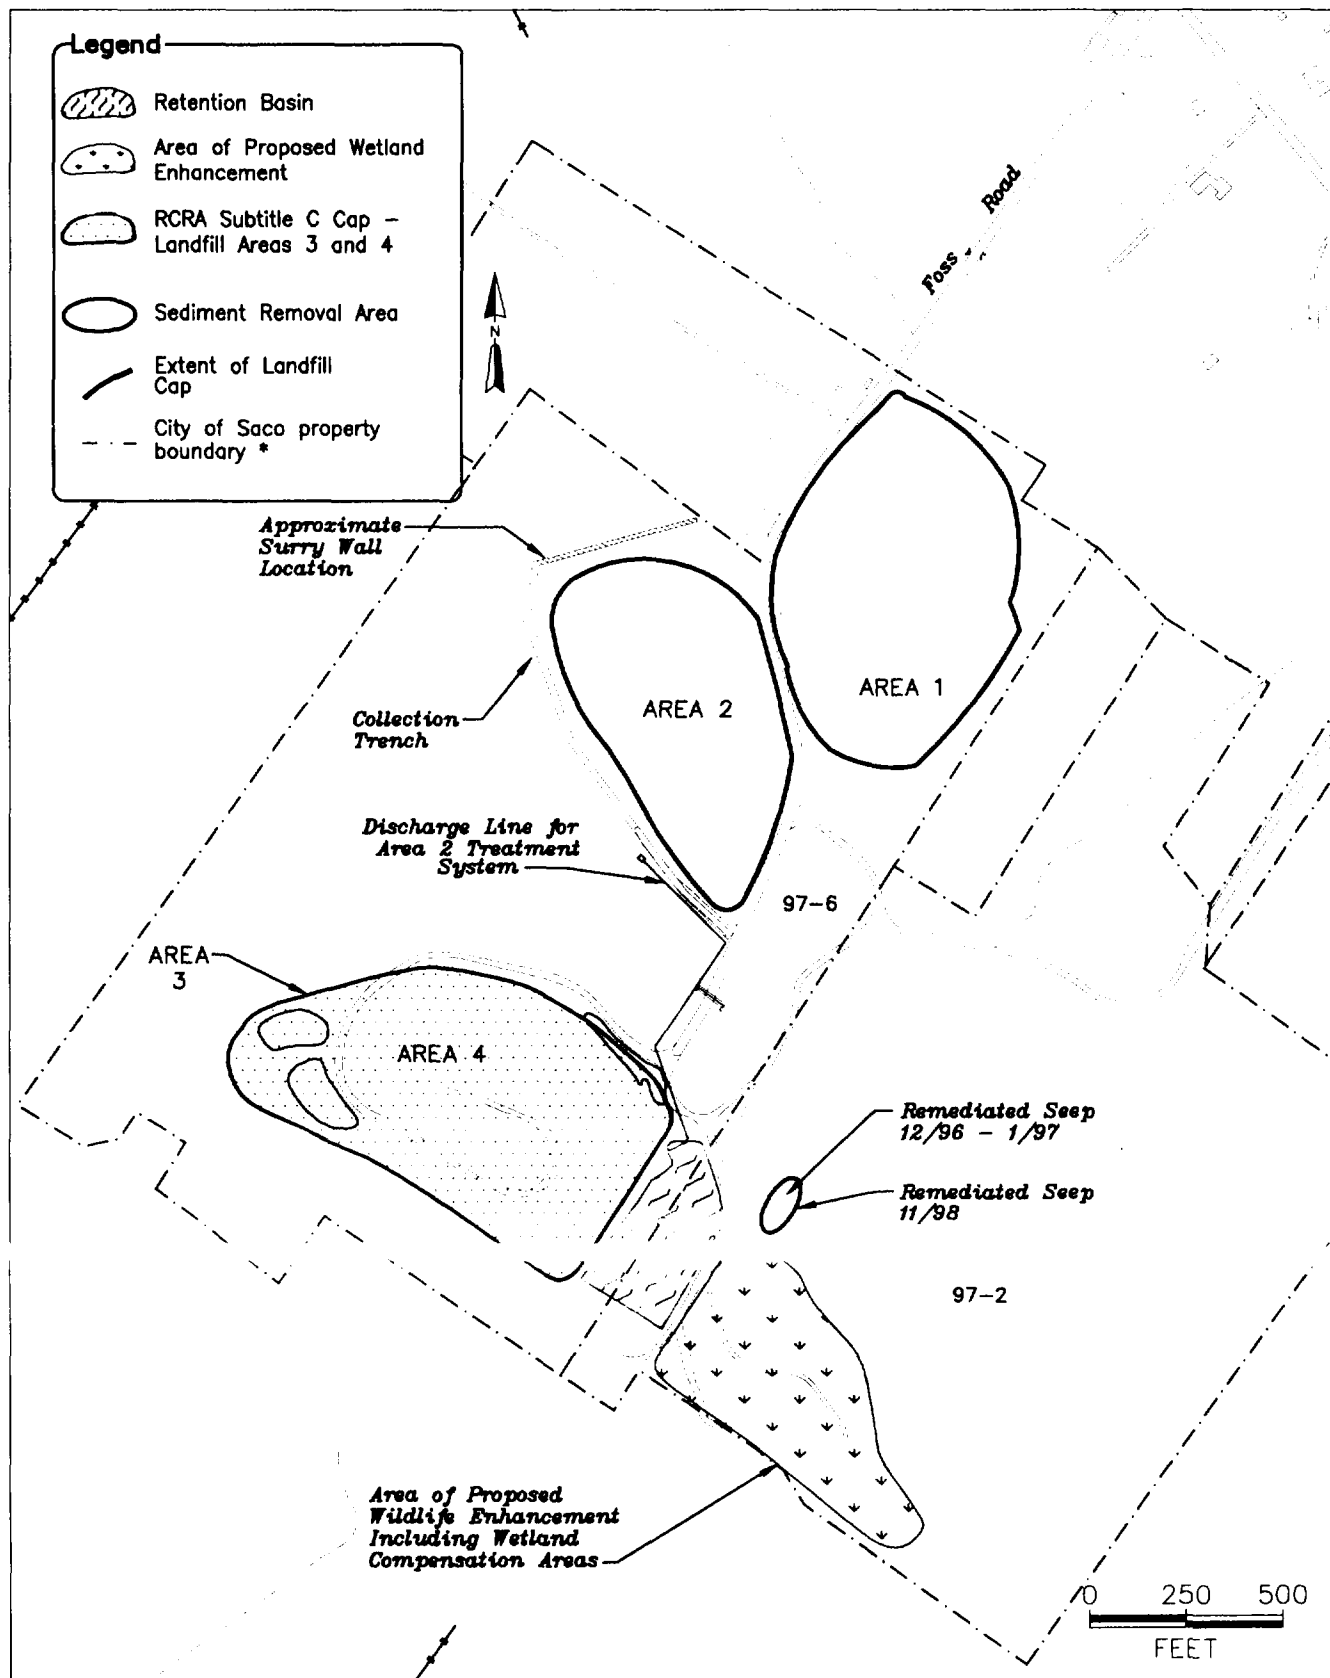 Legend
Retention Basin
Area of Proposed Wetland
Enhancement
RCRA Subtitle C Cap -
Landfill Areas 3 and 4
Sediment Removal Area
Extent of Landfill
Cap
City of Saco property
boundary *
N
Foss Road
Approximate
Surry Wall
Location
AREA 1
AREA 2
Collection
Trench
Discharge Line for
Area 2 Treatment
System
97-6
AREA
3
AREA 4
Remediated Seep
12/96 - 1/97
Remediated Seep
11/98
97-2
Area of Proposed
Wildlife Enhancement
Including Wetland
Compensation Areas
0 250 500
FEET